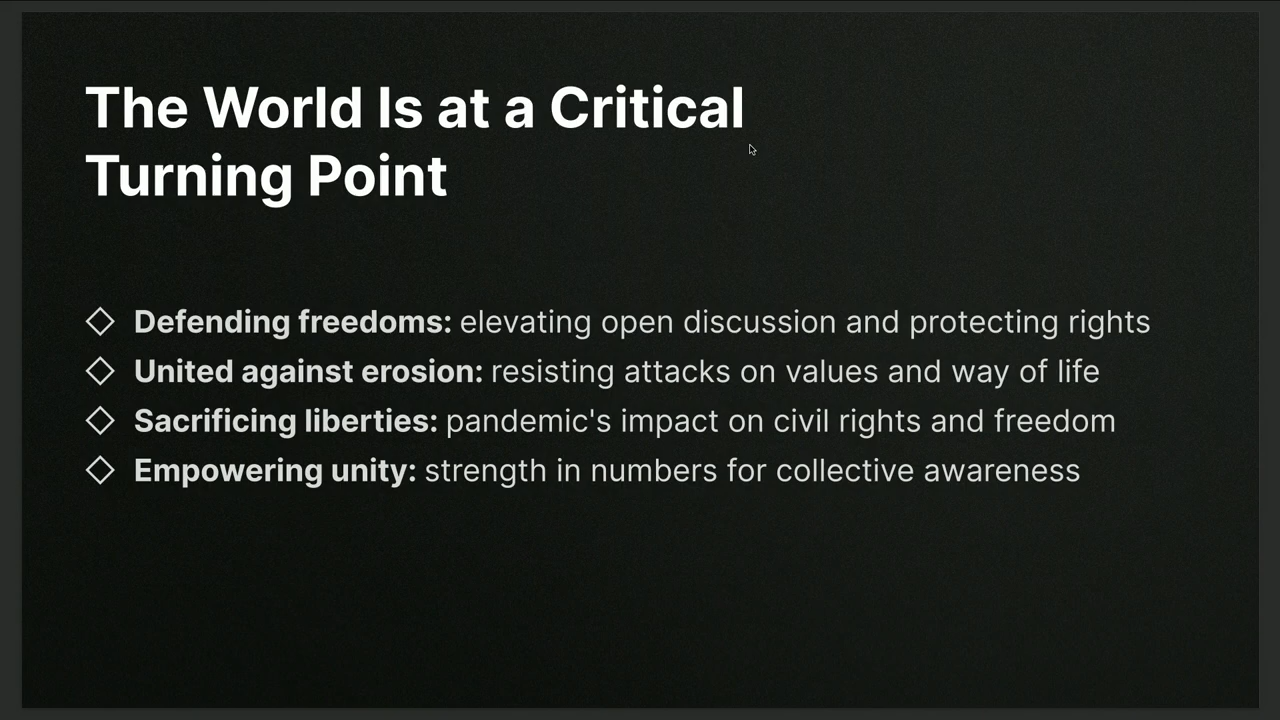 The World Is at a Critical
Turning Point
Defending freedoms: elevating open discussion and protecting rights
United against erosion: resisting attacks on values and way of life
Sacrificing liberties: pandemic's impact on civil rights and freedom
Empowering unity: strength in numbers for collective awareness